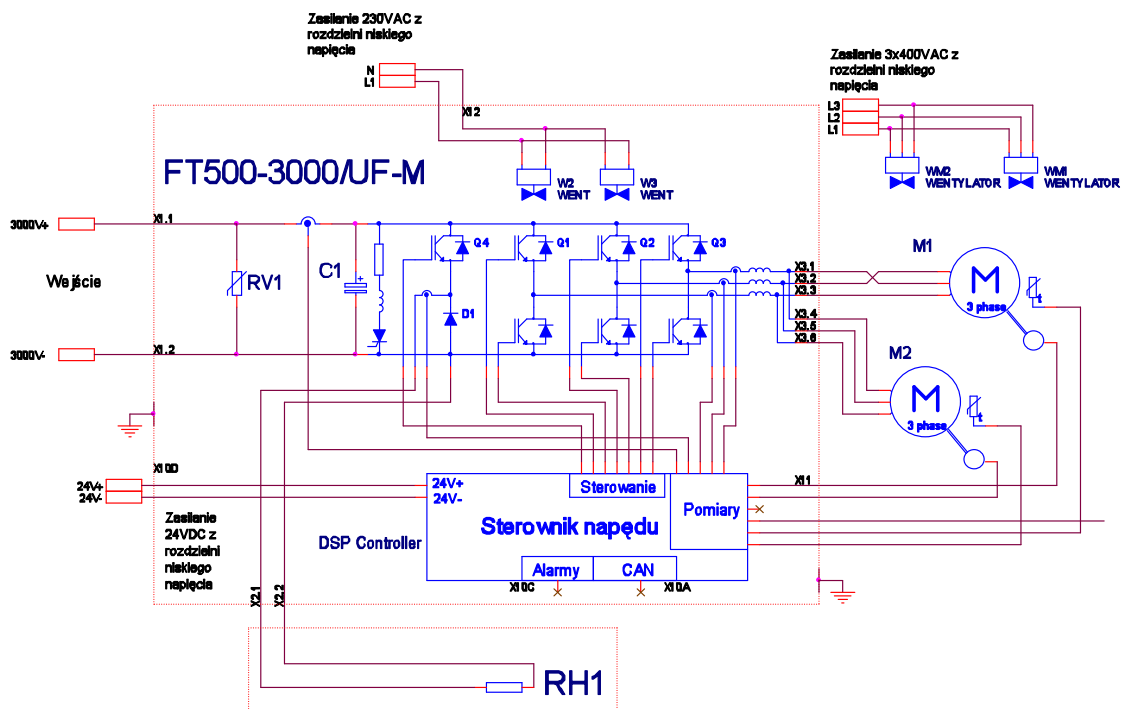 Zasilanie 230VAC z
rozdzielni niskiego
napięcia
N
L1
X1.2
Zasilanie 3x400VAC z
rozdzielni niskiego
napięcia
L3
L2
L1
WM2
WENTYLATOR
WM1
WENTYLATOR
FT500-3000/UF-M
W2
WENT
W3
WENT
3000V+
X1.1
Wejście
RV1
C1
+
Q4
Q1
Q2
Q3
D1
3000V-
X1.2
X3.1
X3.2
X3.3
X3.4
X3.5
X3.6
M1
M
3 phase
t
M2
M
3 phase
t
X10D
24V+
24V-
24V+
24V-
Zasilanie
24VDC z
rozdzielni
niskiego
napięcia
DSP Controller
Sterowanie
Sterownik napędu
Pomiary
X11
Alarmy
CAN
X10C
X10A
X2.1
X2.2
RH1